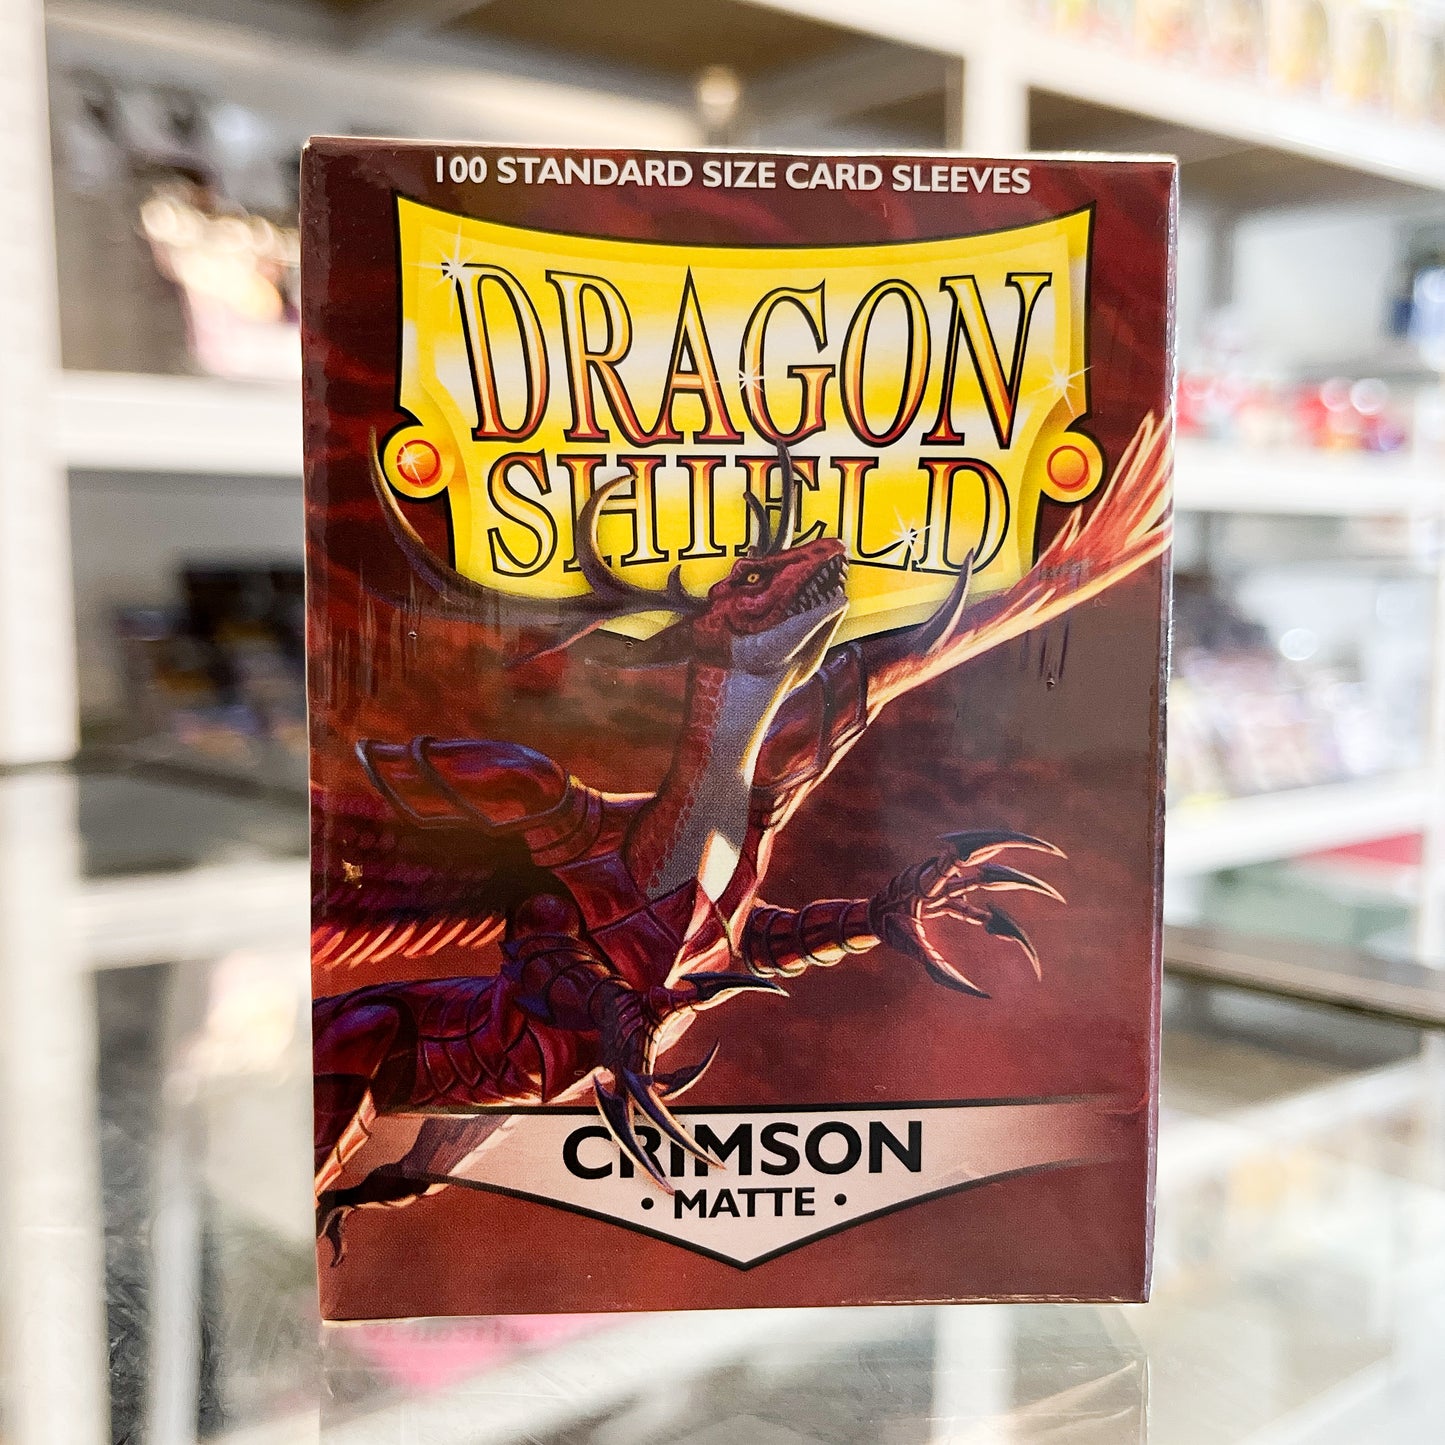 100 STANDARD SIZE CARD SLEEVES
DRAGON
SHIELD
CRIMSON
• MATTE •